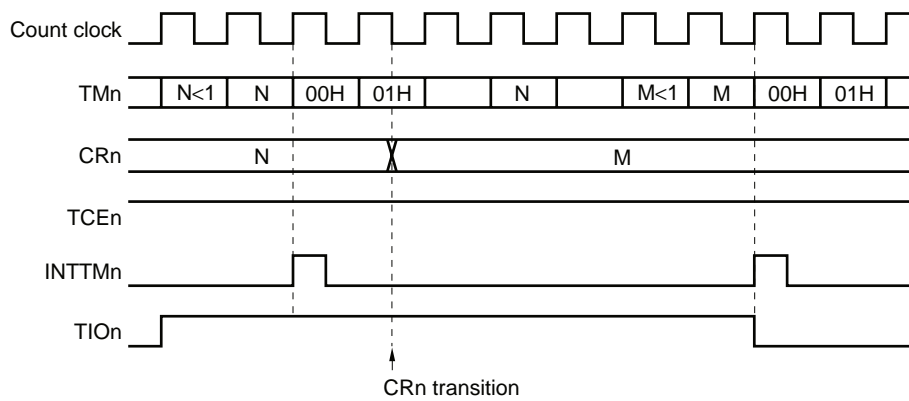 Count clock
TMn N<1 N 00H 01H N M<1 M 00H 01H
CRn N M
TCEn
INTTMn
TIOn
CRn transition